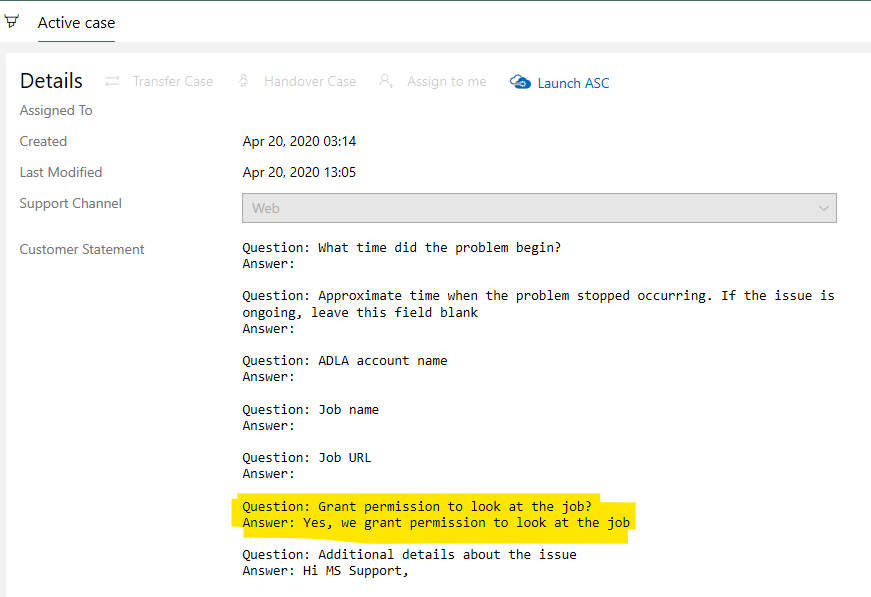 Active case
Details Transfer Case Handover Case Assign to me Launch ASC
Assigned To
Created Apr 20, 2020 03:14
Last Modified Apr 20, 2020 13:05
Support Channel Web
Customer Statement Question: What time did the problem begin?
Answer:
Question: Approximate time when the problem stopped occurring. If the issue is
ongoing, leave this field blank
Answer:
Question: ADLA account name
Answer:
Question: Job name
Answer:
Question: Job URL
Answer:
Question: Grant permission to look at the job?
Answer: Yes, we grant permission to look at the job
Question: Additional details about the issue
Answer: Hi MS Support,